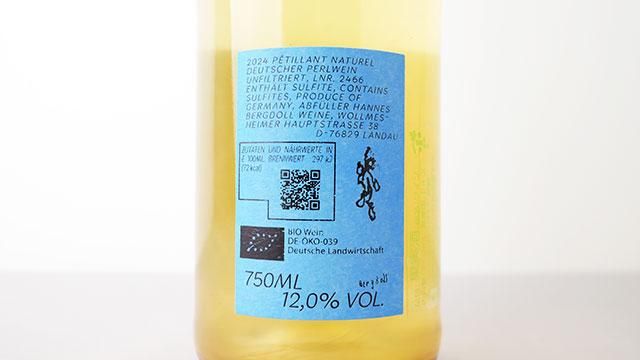 2024 PÉTILLANT NATUREL
DEUTSCHER PERLWEIN
UNFILTRIERT, LNR. 2466
ENTHÄLT SULFITE, CONTAINS
SULFITES, PRODUCE OF
GERMANY, ABFÜLLER HANNES
BERGDOLL WEINE, WOLLMES-
HEIMER HAUPTSTRASSE 38
D-76829 LANDAU
ZUTATEN UND NÄHRWERTE IN
E 100ML: BRENNWERT 297 kJ
(72 kcal)
BIO Wein
DE-ÖKO-039
Deutsche Landwirtschaft
750ML
12,0% VOL.